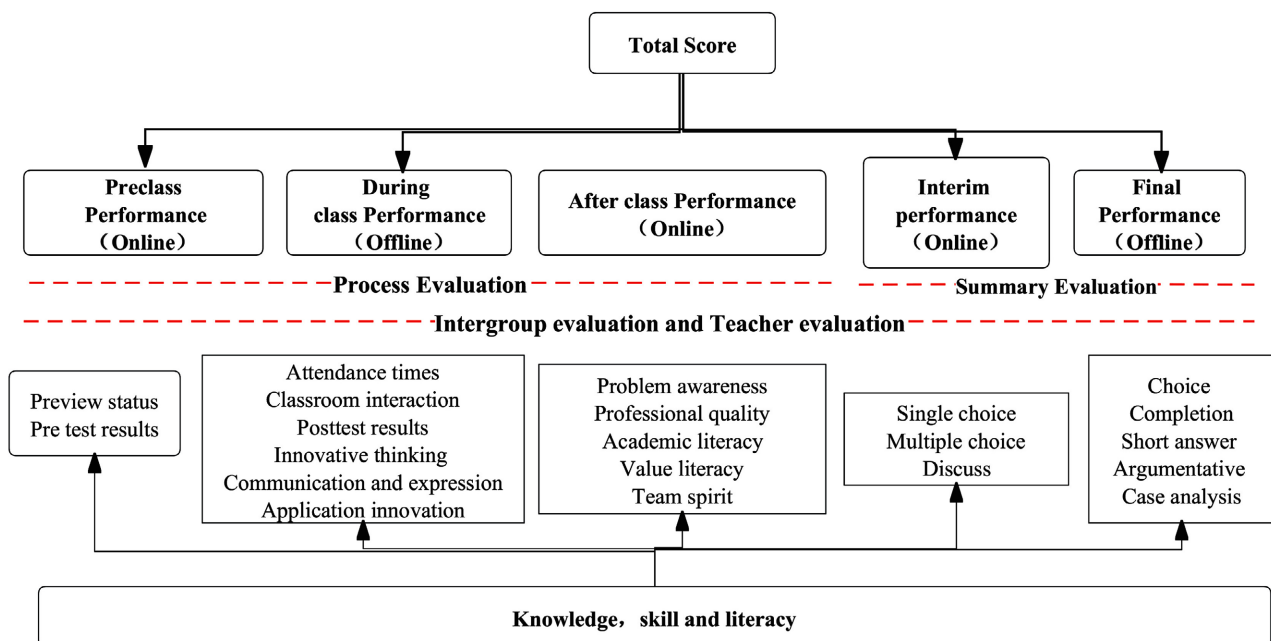 Total Score
Preclass
Performance
（Online）
During
class Performance
（Offline）
After class Performance
（Online）
Interim
performance
（Online）
Final
Performance
（Offline）
Process Evaluation
Summary Evaluation
Intergroup evaluation and Teacher evaluation
Preview status
Pre test results
Attendance times
Classroom interaction
Posttest results
Innovative thinking
Communication and expression
Application innovation
Problem awareness
Professional quality
Academic literacy
Value literacy
Team spirit
Single choice
Multiple choice
Discuss
Choice
Completion
Short answer
Argumentative
Case analysis
Knowledge，skill and literacy